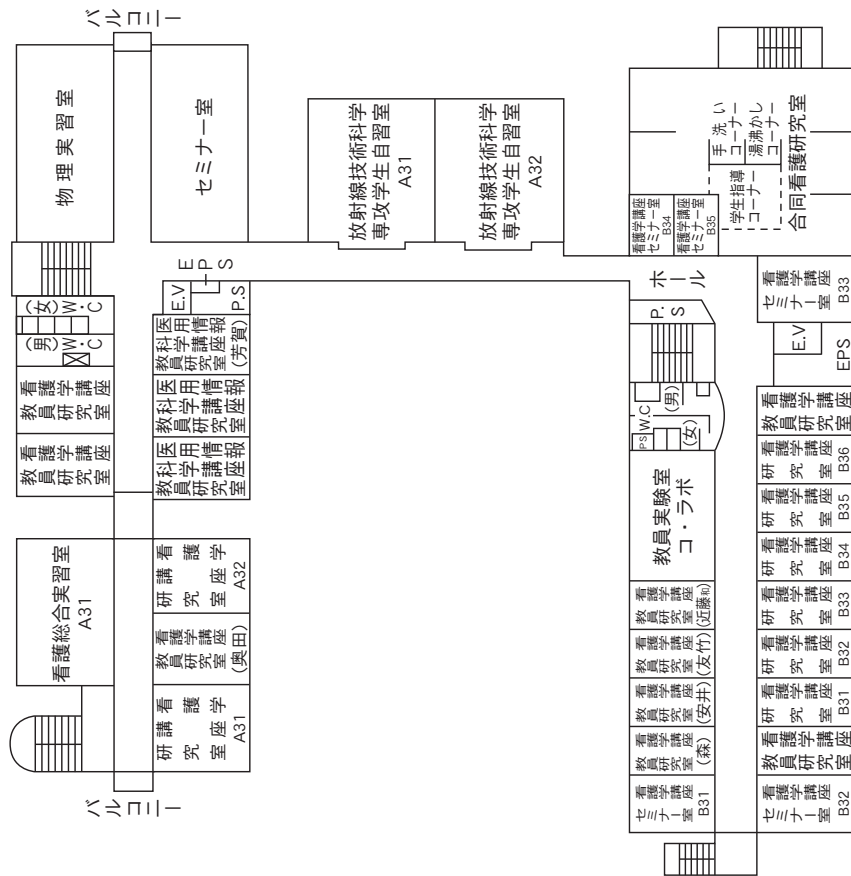 バルコニー
物理実習室
セミナー室
(女)W・C
(男)W・C
EPS
E.V
P.S
看護学講座
教員研究室
看護学講座
教員研究室
医用情報
科学講座
教員研究室
(芳賀)
医用情報
科学講座
教員研究室
医用情報
科学講座
教員研究室
看護総合実習室
A31
看護学
講座
研究室
A32
看護学講座
教員研究室
(奥田)
看護学
講座
研究室
A31
バルコニー
放射線技術科学
専攻学生自習室
A31
放射線技術科学
専攻学生自習室
A32
手洗い
コーナー
湯沸かし
コーナー
学生指導
コーナー
合同看護研究室
看護学講座
セミナー室
B34
看護学講座
セミナー室
B35
ホール
看護学講座
セミナー室
B33
P.S
E.V
EPS
W.C
(男)
(女)
PS
教員実験室
コ・ラボ
看護学講座
教員研究室
(近藤和)
看護学講座
教員研究室
(友竹)
看護学講座
教員研究室
(安井)
看護学講座
教員研究室
(森)
看護学講座
セミナー室
B31
看護学講座
教員研究室
看護学講座
研究室
B36
看護学講座
研究室
B35
看護学講座
研究室
B34
看護学講座
研究室
B33
看護学講座
研究室
B32
看護学講座
研究室
B31
看護学講座
教員研究室
看護学講座
セミナー室
B32